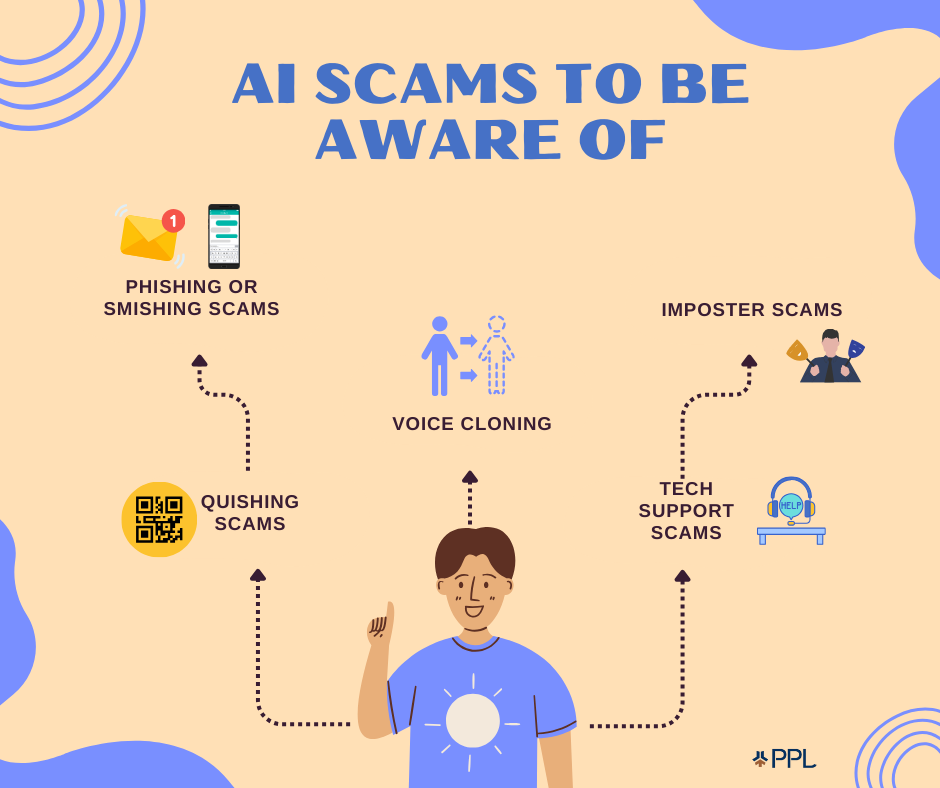 AI SCAMS TO BE
AWARE OF
1
PHISHING OR
SMISHING SCAMS
IMPOSTER SCAMS
VOICE CLONING
QUISHING
SCAMS
TECH
SUPPORT
SCAMS
HELP
PPL